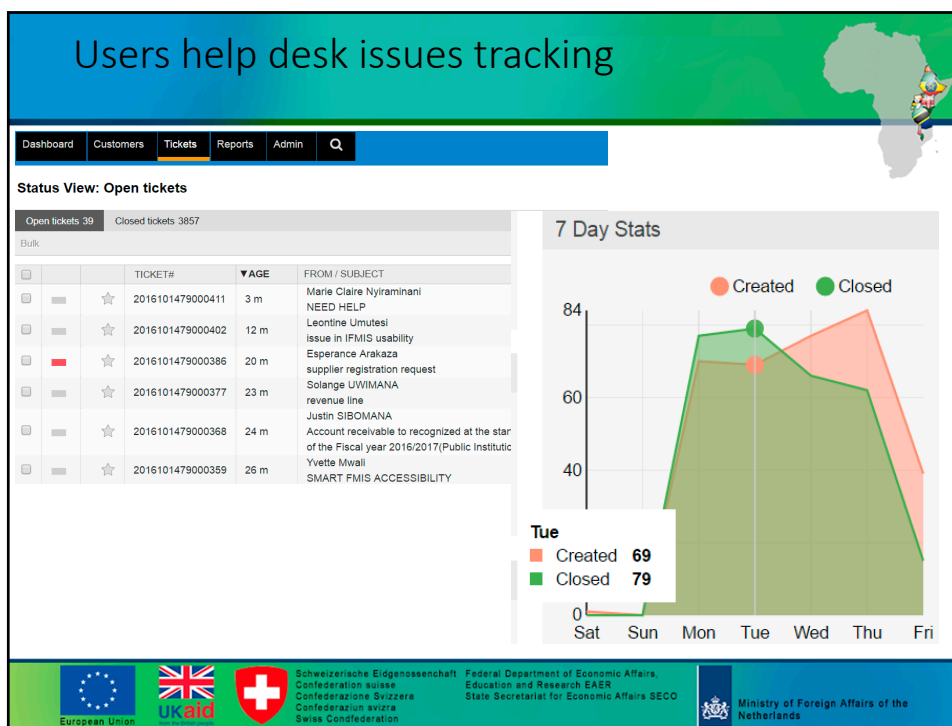 Users help desk issues tracking
Dashboard Customers Tickets Reports Admin
Status View: Open tickets
Open tickets 39 Closed tickets 3857
Bulk
TICKET# ▼AGE FROM / SUBJECT
2016101479000411 3 m Marie Claire Nyiraminani
NEED HELP
2016101479000402 12 m Leontine Umutesi
issue in IFMIS usability
2016101479000386 20 m Esperance Arakaza
supplier registration request
2016101479000377 23 m Solange UWIMANA
revenue line
Justin SIBOMANA
2016101479000368 24 m Account receivable to recognized at the star
of the Fiscal year 2016/2017(Public Institutio
2016101479000359 26 m Yvette Mwali
SMART FMIS ACCESSIBILITY
7 Day Stats
Created Closed
84
60
40
Tue
Created 69
Closed 79
0
Sat Sun Mon Tue Wed Thu Fri
European Union
UKaid
from the British people
Schweizerische Eidgenossenschaft
Confédération suisse
Confederazione Svizzera
Confederaziun svizra
Swiss Condfederation
Federal Department of Economic Affairs,
Education and Research EAER
State Secretariat for Economic Affairs SECO
Ministry of Foreign Affairs of the
Netherlands